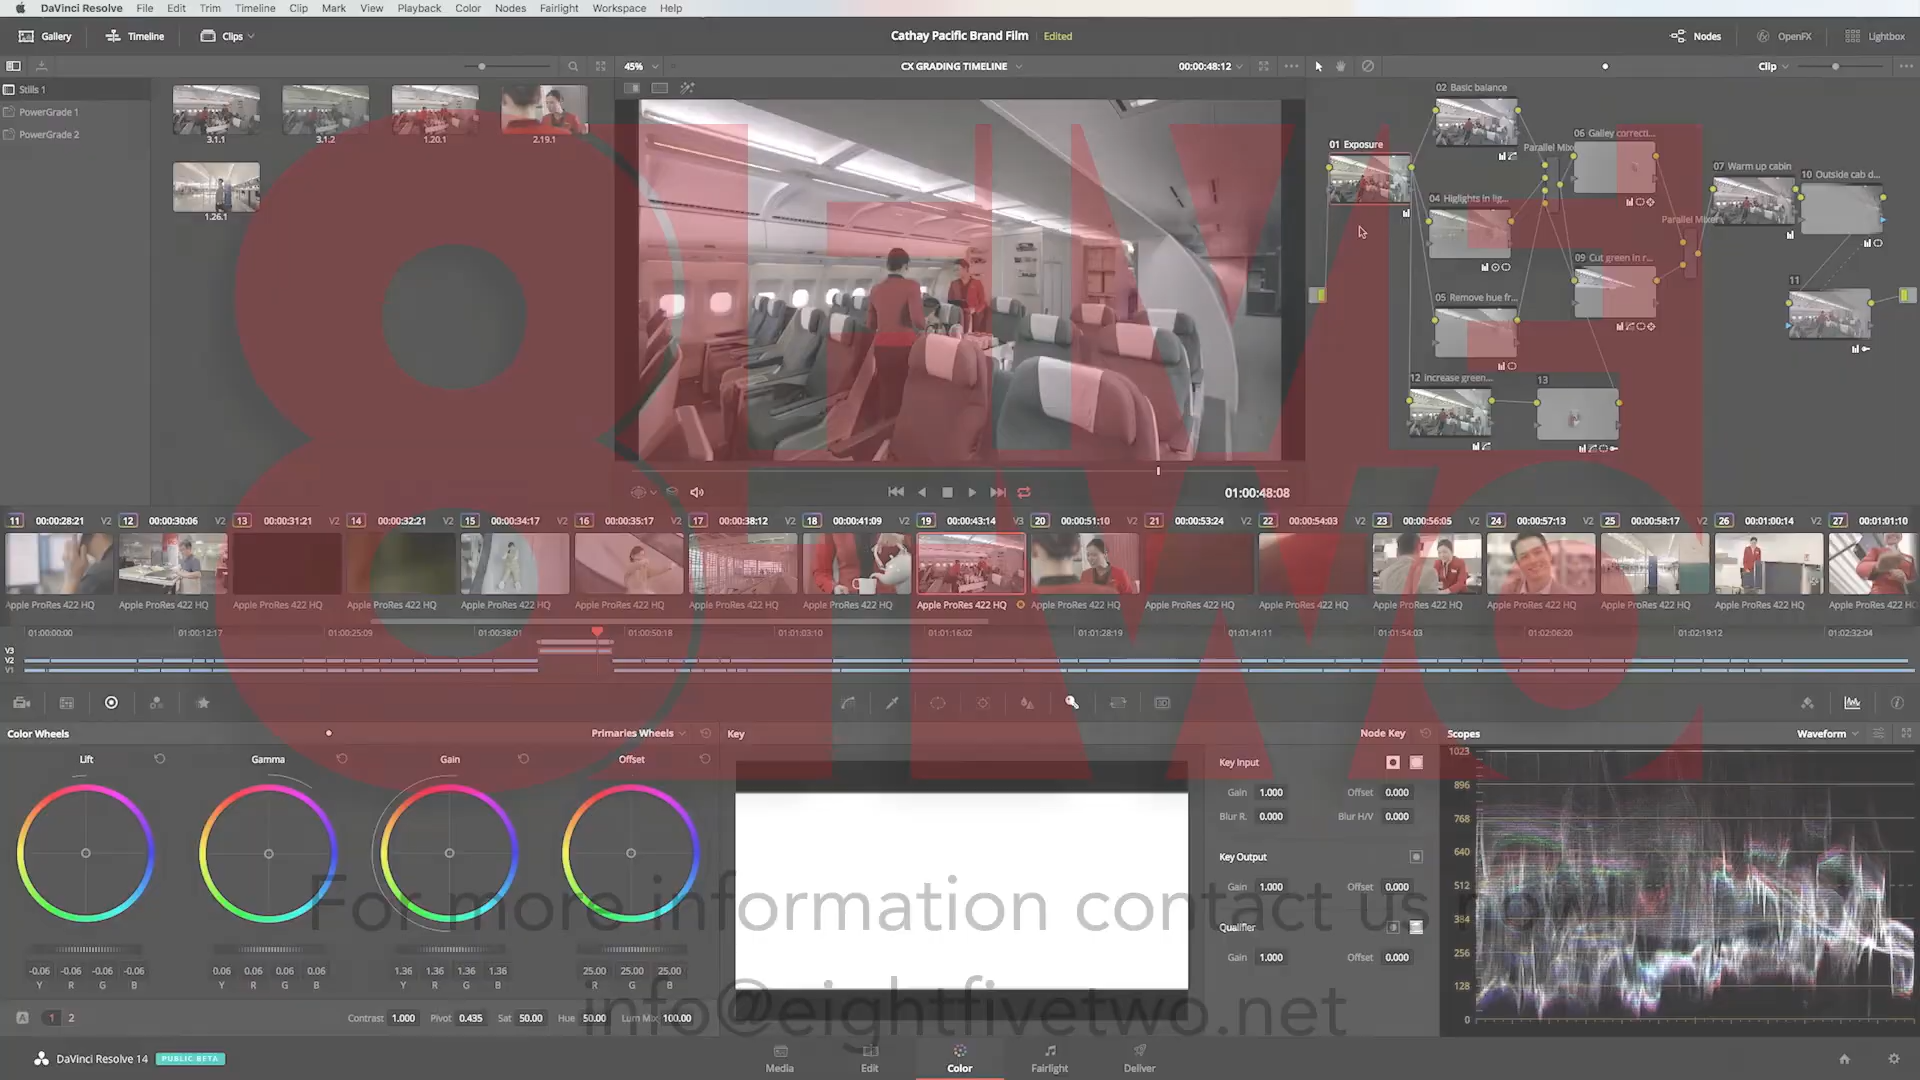 DaVinci Resolve File Edit Trim Timeline Clip Mark View Playback Color Nodes Fairlight Workspace Help
Gallery Timeline Clips Cathay Pacific Brand Film Edited Nodes OpenFX Lightbox
45% CX GRADING TIMELINE 00:00:48:12 Clip
Stills 1
PowerGrade 1
PowerGrade 2
3.1.1 3.1.2 1.20.1 2.19.1
1.26.1
02 Basic balance
01 Exposure
06 Galley correcti...
Parallel Mixe
07 Warm up cabin
10 Outside cab d...
04 Higlights in lig...
Parallel Mixer
09 Cut green in r...
11
05 Remove hue fr...
12 Increase green...
13
8FIVE
TWO
01:00:48:08
11 00:00:28:21 V2 12 00:00:30:06 V2 13 00:00:31:21 V2 14 00:00:32:21 V2 15 00:00:34:17 V2 16 00:00:35:17 V2 17 00:00:38:12 V2 18 00:00:41:09 V2 19 00:00:43:14 V3 20 00:00:51:10 V2 21 00:00:53:24 V2 22 00:00:54:03 V2 23 00:00:56:05 V2 24 00:00:57:13 V2 25 00:00:58:17 V2 26 00:01:00:14 V2 27 00:01:01:10
Apple ProRes 422 HQ Apple ProRes 422 HQ Apple ProRes 422 HQ Apple ProRes 422 HQ Apple ProRes 422 HQ Apple ProRes 422 HQ Apple ProRes 422 HQ Apple ProRes 422 HQ Apple ProRes 422 HQ Apple ProRes 422 HQ Apple ProRes 422 HQ Apple ProRes 422 HQ Apple ProRes 422 HQ Apple ProRes 422 HQ Apple ProRes 422 HQ Apple ProRes 422 HQ Apple ProRes 422 HQ
01:00:00:00 01:00:12:17 01:00:25:09 01:00:38:01 01:00:50:18 01:01:03:10 01:01:16:02 01:01:28:19 01:01:41:11 01:01:54:03 01:02:06:20 01:02:19:12 01:02:32:04
V3
V2
V1
Color Wheels Primaries Wheels Key Node Key Scopes Waveform
Lift Gamma Gain Offset
Key Input
Gain 1.000 Offset 0.000
Blur R. 0.000 Blur H/V 0.000
Key Output
Gain 1.000 Offset 0.000
Qualifier
Gain 1.000 Offset 0.000
1023
896
768
640
512
384
256
128
0
For more information contact us now!
-0.06 -0.06 -0.06 -0.06 0.06 0.06 0.06 0.06 1.36 1.36 1.36 1.36 25.00 25.00 25.00
Y R G B Y R G B Y R G B R G B
info@eightfivetwo.net
A 1 2 Contrast 1.000 Pivot 0.435 Sat 50.00 Hue 50.00 Lum Mix 100.00
DaVinci Resolve 14 PUBLIC BETA Media Edit Color Fairlight Deliver